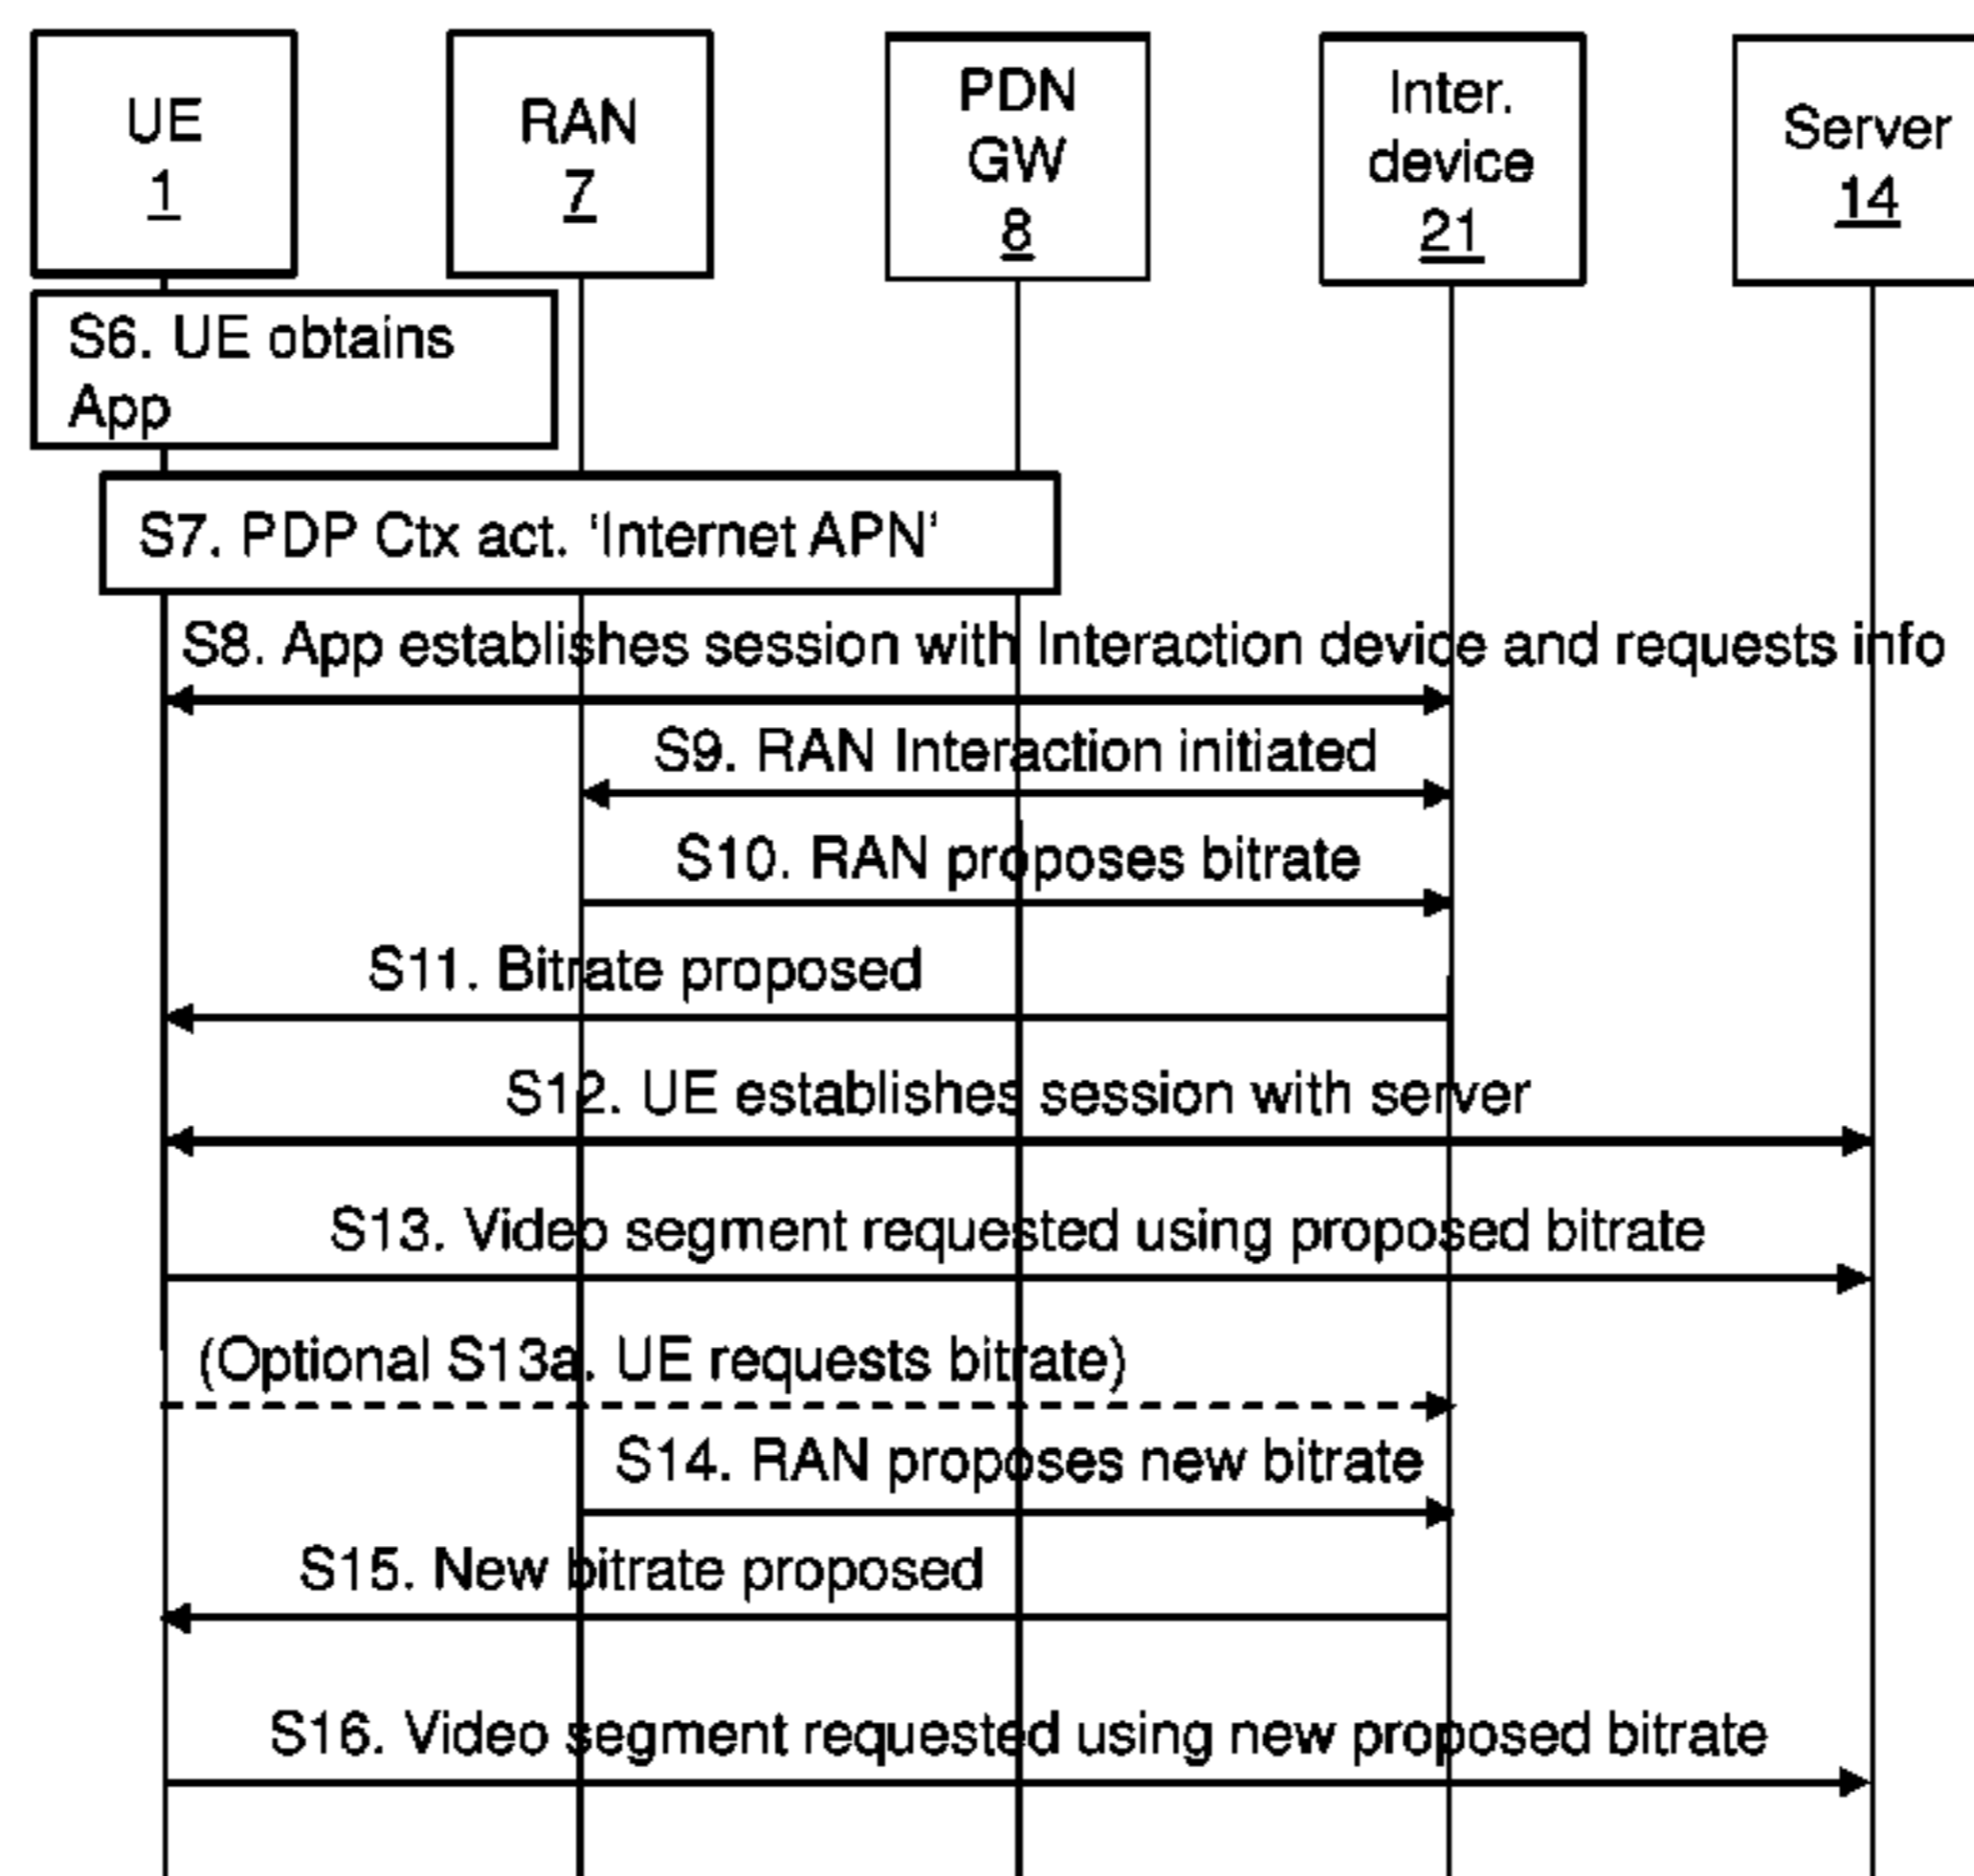 UE
1
RAN
7
PDN
GW
8
Inter.
device
21
Server
14
S6. UE obtains
App
S7. PDP Ctx act. 'Internet APN'
S8. App establishes session with Interaction device and requests info
S9. RAN Interaction initiated
S10. RAN proposes bitrate
S11. Bitrate proposed
S12. UE establishes session with server
S13. Video segment requested using proposed bitrate
(Optional S13a. UE requests bitrate)
S14. RAN proposes new bitrate
S15. New bitrate proposed
S16. Video segment requested using new proposed bitrate